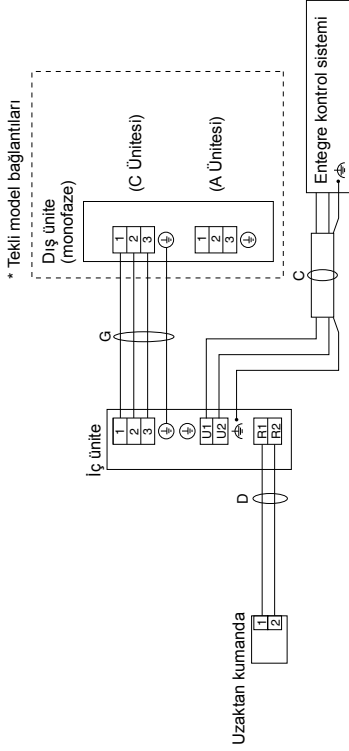 * Tekli model bağlantıları
Dış ünite
(monofaze)
1
2
3
(C Ünitesi)
1
2
3
(A Ünitesi)
G
İç ünite
1
2
3
U1
U2
R1
R2
C
Entegre kontrol sistemi
D
Uzaktan kumanda
1
2